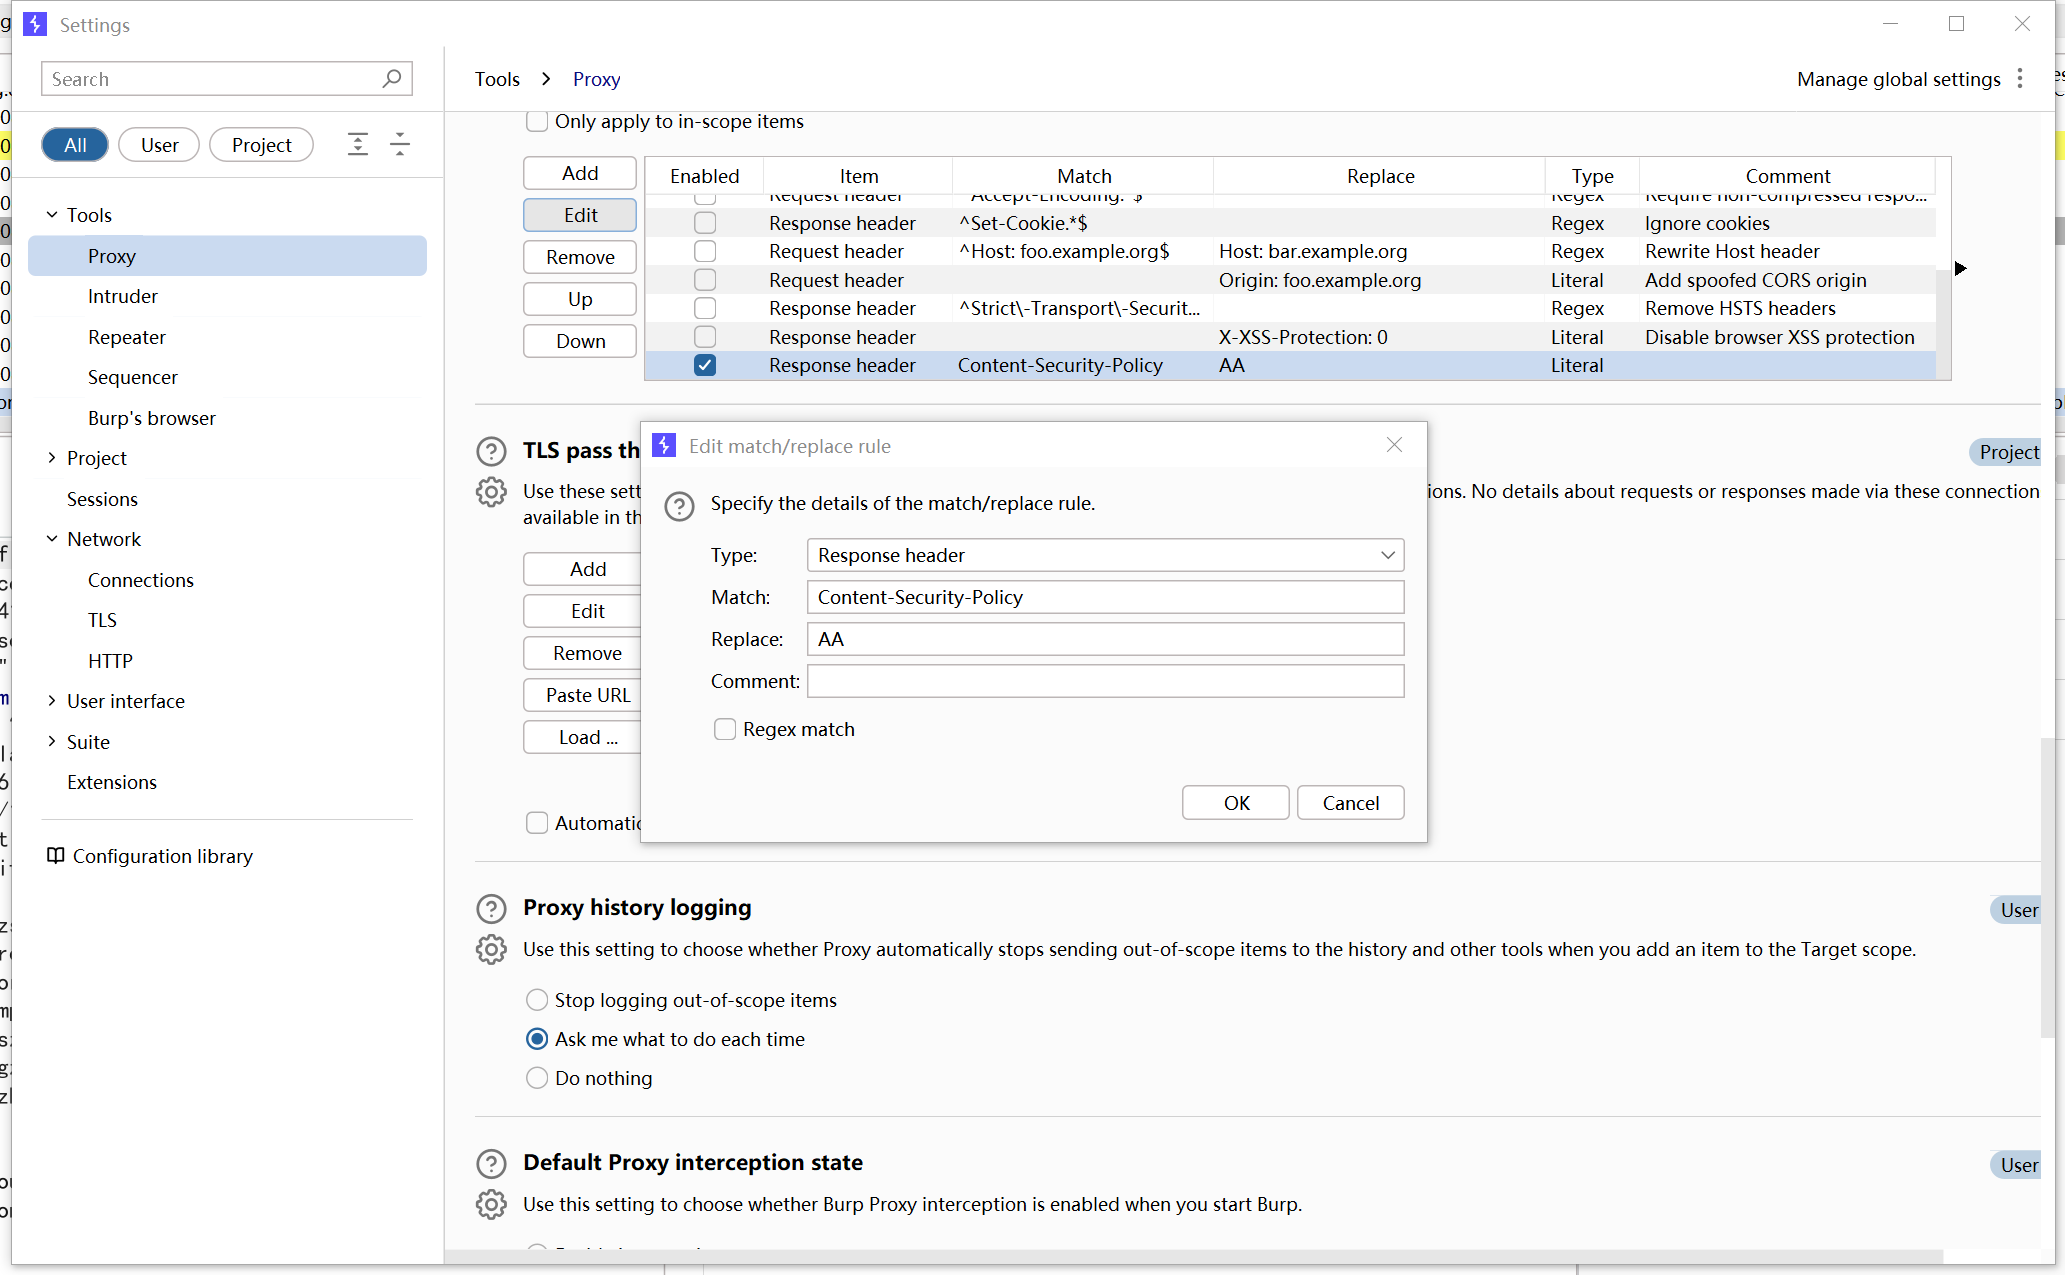 Settings
Search
Tools > Proxy
Manage global settings
All
User
Project
Tools
Proxy
Intruder
Repeater
Sequencer
Burp's browser
Project
Sessions
Network
Connections
TLS
HTTP
User interface
Suite
Extensions
Configuration library
Only apply to in-scope items
Add
Edit
Remove
Up
Down
Enabled Item Match Replace Type Comment
Request header Accept-Encoding.*$ Regex Require non-compressed respo...
Response header ^Set-Cookie.*$ Regex Ignore cookies
Request header ^Host: foo.example.org$ Host: bar.example.org Regex Rewrite Host header
Request header Origin: foo.example.org Literal Add spoofed CORS origin
Response header ^Strict\-Transport\-Securit... Regex Remove HSTS headers
Response header X-XSS-Protection: 0 Literal Disable browser XSS protection
Response header Content-Security-Policy AA Literal
TLS pass th
Project
Use these sett
ions. No details about requests or responses made via these connection
available in th
Add
Edit
Remove
Paste URL
Load ...
Automatic
Edit match/replace rule
Specify the details of the match/replace rule.
Type: Response header
Match: Content-Security-Policy
Replace: AA
Comment:
Regex match
OK
Cancel
Proxy history logging
User
Use this setting to choose whether Proxy automatically stops sending out-of-scope items to the history and other tools when you add an item to the Target scope.
Stop logging out-of-scope items
Ask me what to do each time
Do nothing
Default Proxy interception state
User
Use this setting to choose whether Burp Proxy interception is enabled when you start Burp.